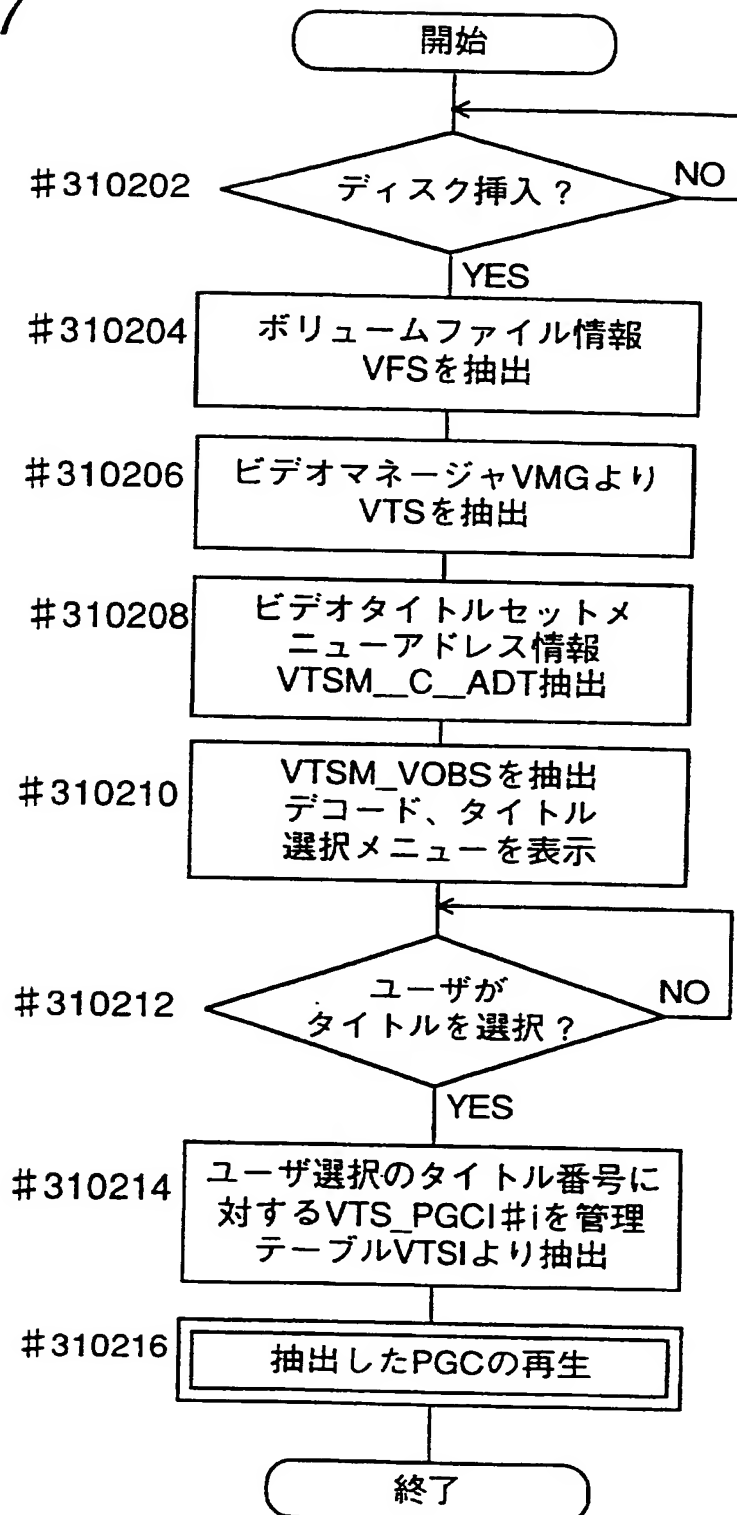 7
開始
#310202
ディスク挿入?
NO
YES
#310204
ボリュームファイル情報
VFSを抽出
#310206
ビデオマネージャVMGより
VTSを抽出
#310208
ビデオタイトルセットメ
ニューアドレス情報
VTSM__C__ADT抽出
#310210
VTSM_VOBSを抽出
デコード、タイトル
選択メニューを表示
#310212
ユーザが
タイトルを選択?
NO
YES
#310214
ユーザ選択のタイトル番号に
対するVTS_PGCI#iを管理
テーブルVTSIより抽出
#310216
抽出したPGCの再生
終了